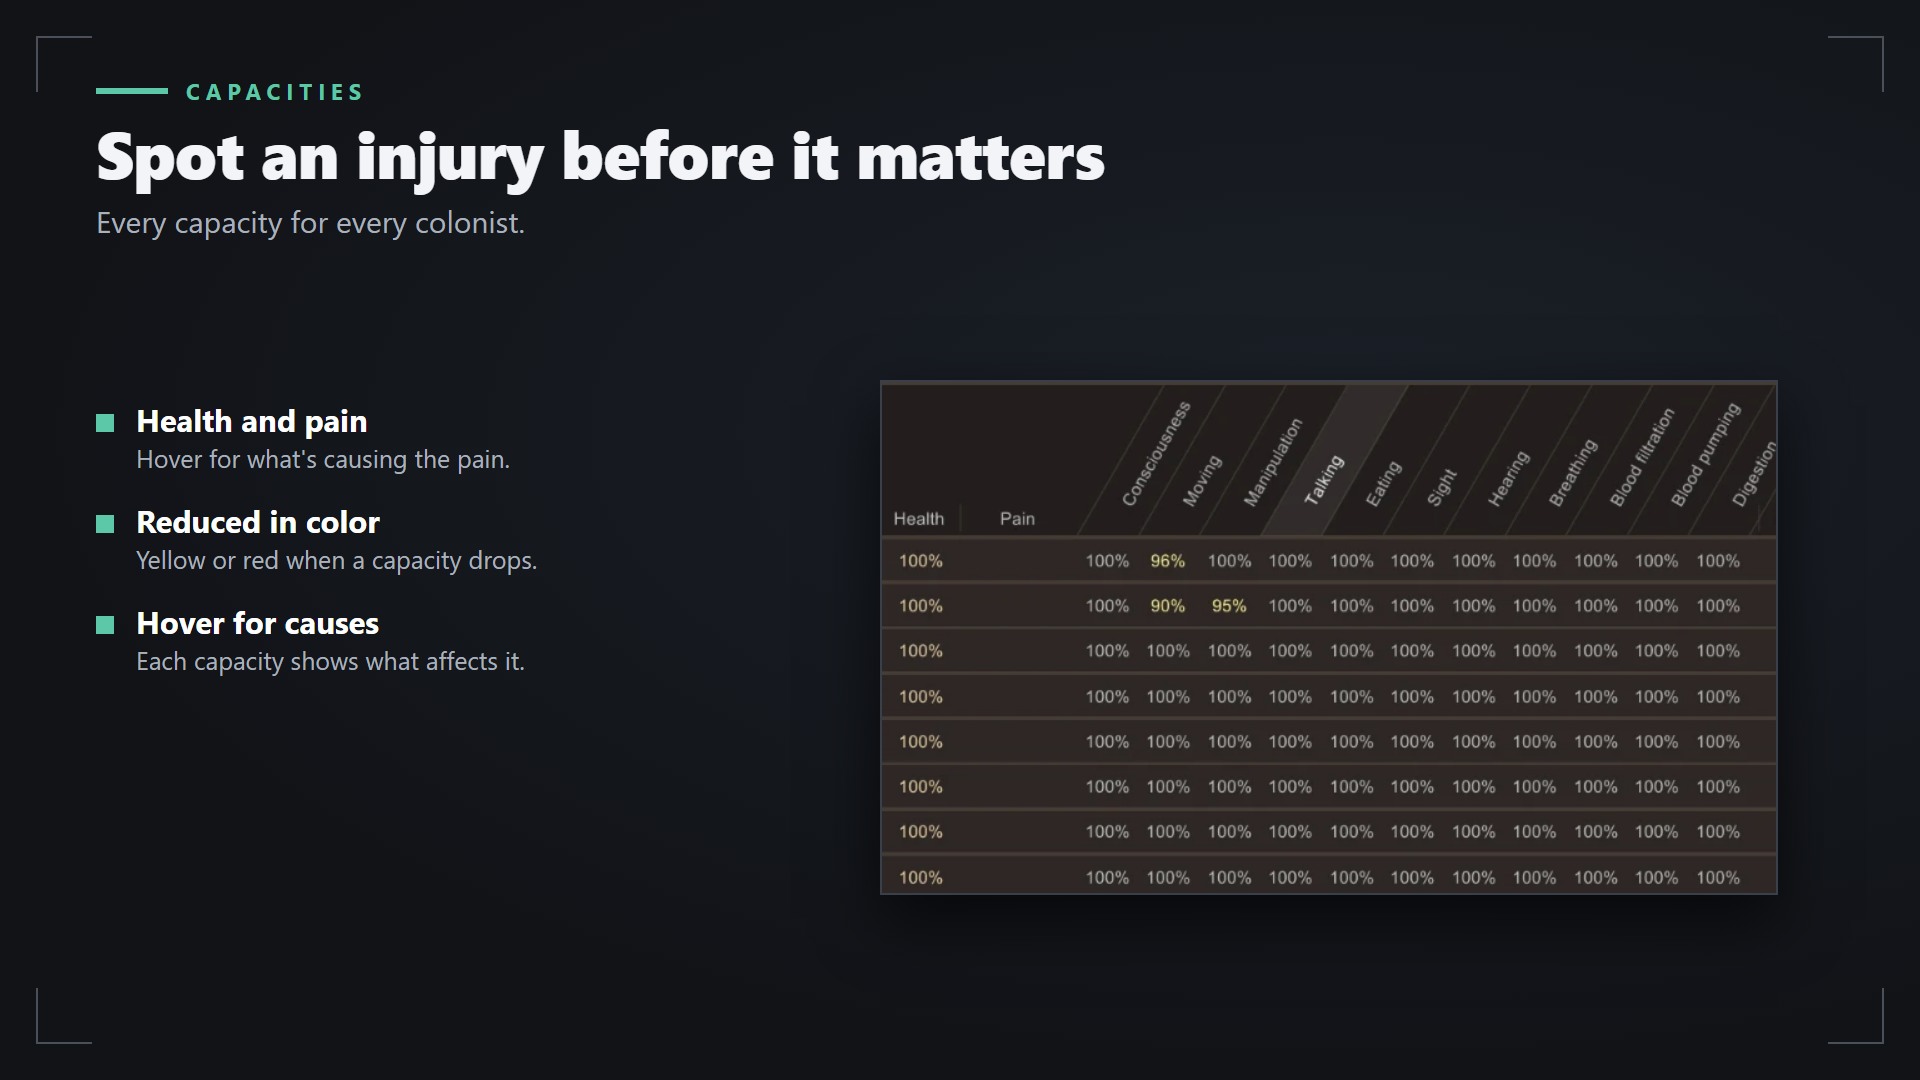 CAPACITIES
Spot an injury before it matters
Every capacity for every colonist.
Health and pain
Hover for what's causing the pain.
Reduced in color
Yellow or red when a capacity drops.
Hover for causes
Each capacity shows what affects it.
Health Pain Consciousness Moving Manipulation Talking Eating Sight Hearing Breathing Blood filtration Blood pumping Digestion
100% 100% 96% 100% 100% 100% 100% 100% 100% 100% 100% 100%
100% 100% 90% 95% 100% 100% 100% 100% 100% 100% 100% 100%
100% 100% 100% 100% 100% 100% 100% 100% 100% 100% 100% 100%
100% 100% 100% 100% 100% 100% 100% 100% 100% 100% 100% 100%
100% 100% 100% 100% 100% 100% 100% 100% 100% 100% 100% 100%
100% 100% 100% 100% 100% 100% 100% 100% 100% 100% 100% 100%
100% 100% 100% 100% 100% 100% 100% 100% 100% 100% 100% 100%
100% 100% 100% 100% 100% 100% 100% 100% 100% 100% 100% 100%